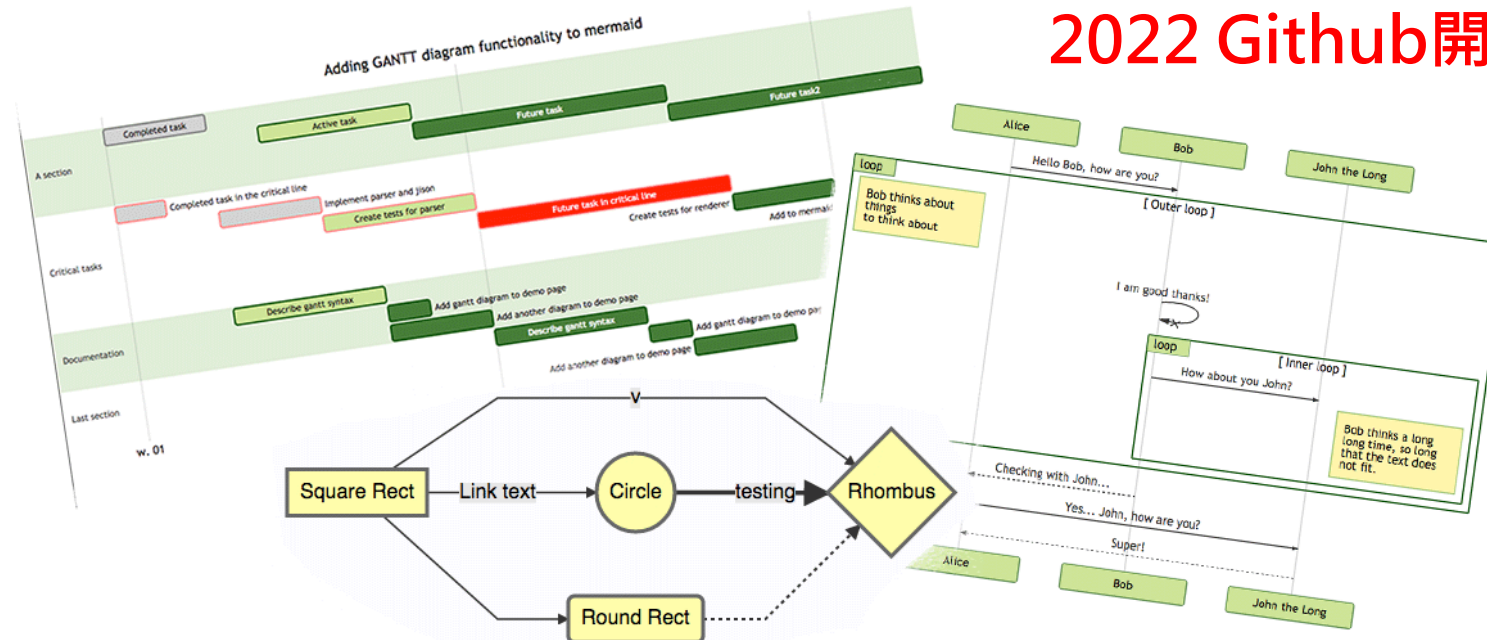 2022 Github開
Adding GANTT diagram functionality to mermaid
Completed task
Active task
Future task
Future task2
A section
Completed task in the critical line
Implement parser and jison
Create tests for parser
Future task in critical line
Create tests for renderer
Add to mermaid
Critical tasks
Describe gantt syntax
Add gantt diagram to demo page
Add another diagram to demo page
Describe gantt syntax
Add gantt diagram to demo pa
Add another diagram to demo page
Documentation
Last section
w. 01
Alice
Bob
John the Long
loop
Hello Bob, how are you?
[ Outer loop ]
Bob thinks about
things
to think about
I am good thanks!
loop
[ Inner loop ]
How about you John?
Bob thinks a long
long time, so long
that the text does
not fit.
Checking with John...
Yes... John, how are you?
Super!
Alice
Bob
John the Long
v
Square Rect
Link text
Circle
testing
Rhombus
Round Rect